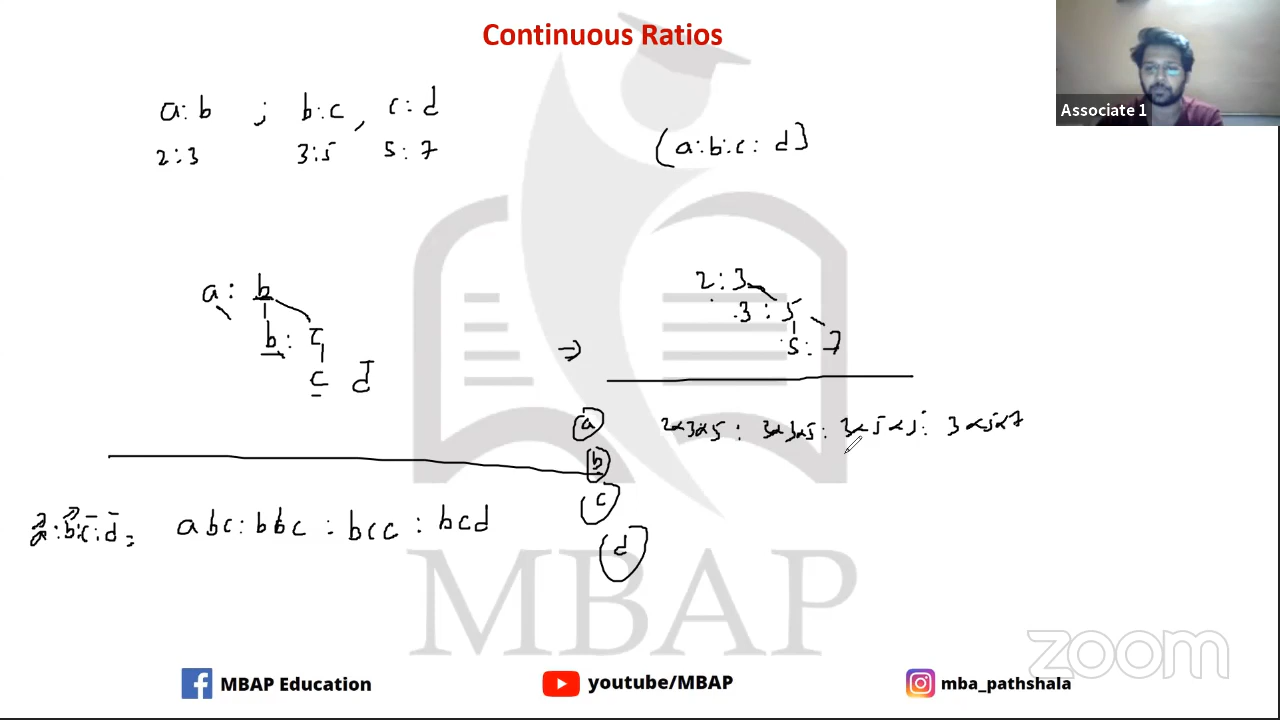 Continuous Ratios
Associate 1
a:b ; b:c , c:d
2:3 3:5 5:7
(a:b:c: d)
a: b
b: c
c d
2:3
3:5
5:7
⇒
2×3×5 : 3×3×5: 3×5×5: 3×5×7
a
b
c
d
a:b:c:d = abc: bbc : bcc : bcd
MBAP
zoom
MBAP Education
youtube/MBAP
mba_pathshala